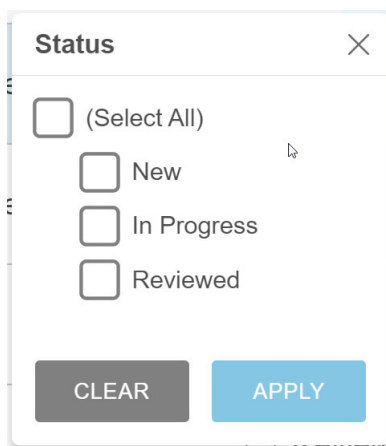 Status
(Select All)
New
In Progress
Reviewed
CLEAR APPLY